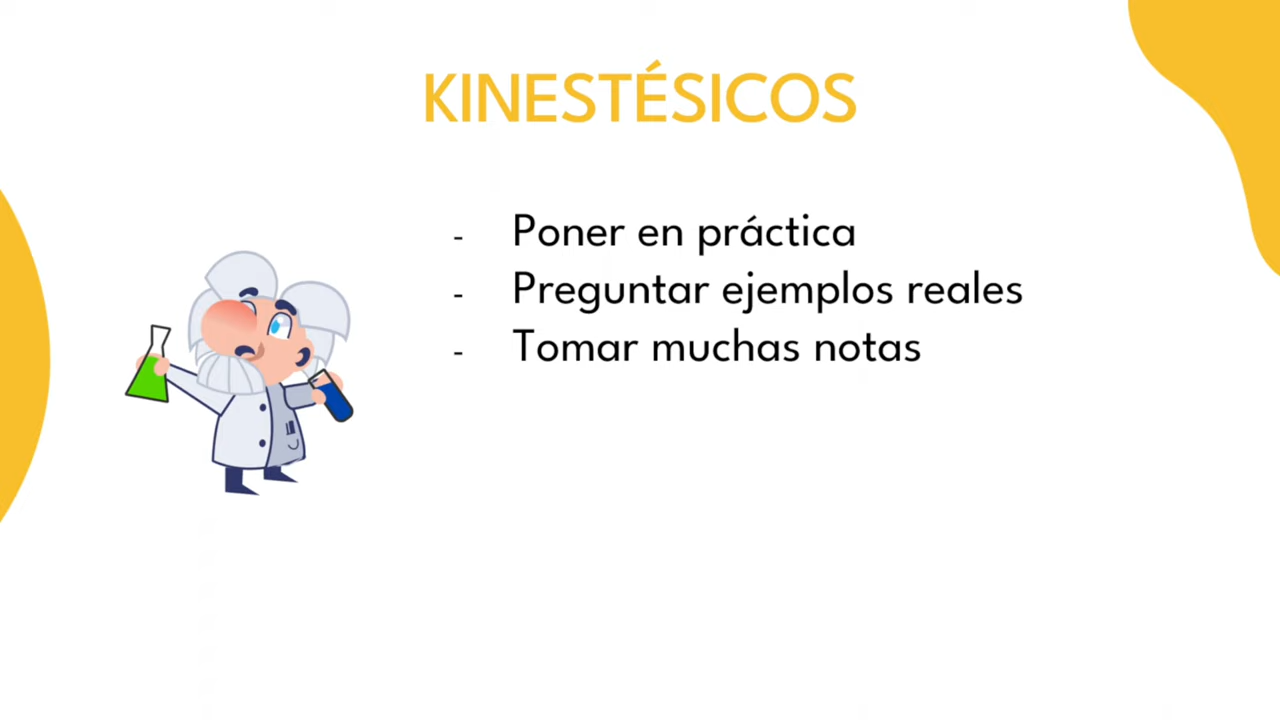 KINESTÉSICOS
- Poner en práctica
- Preguntar ejemplos reales
- Tomar muchas notas